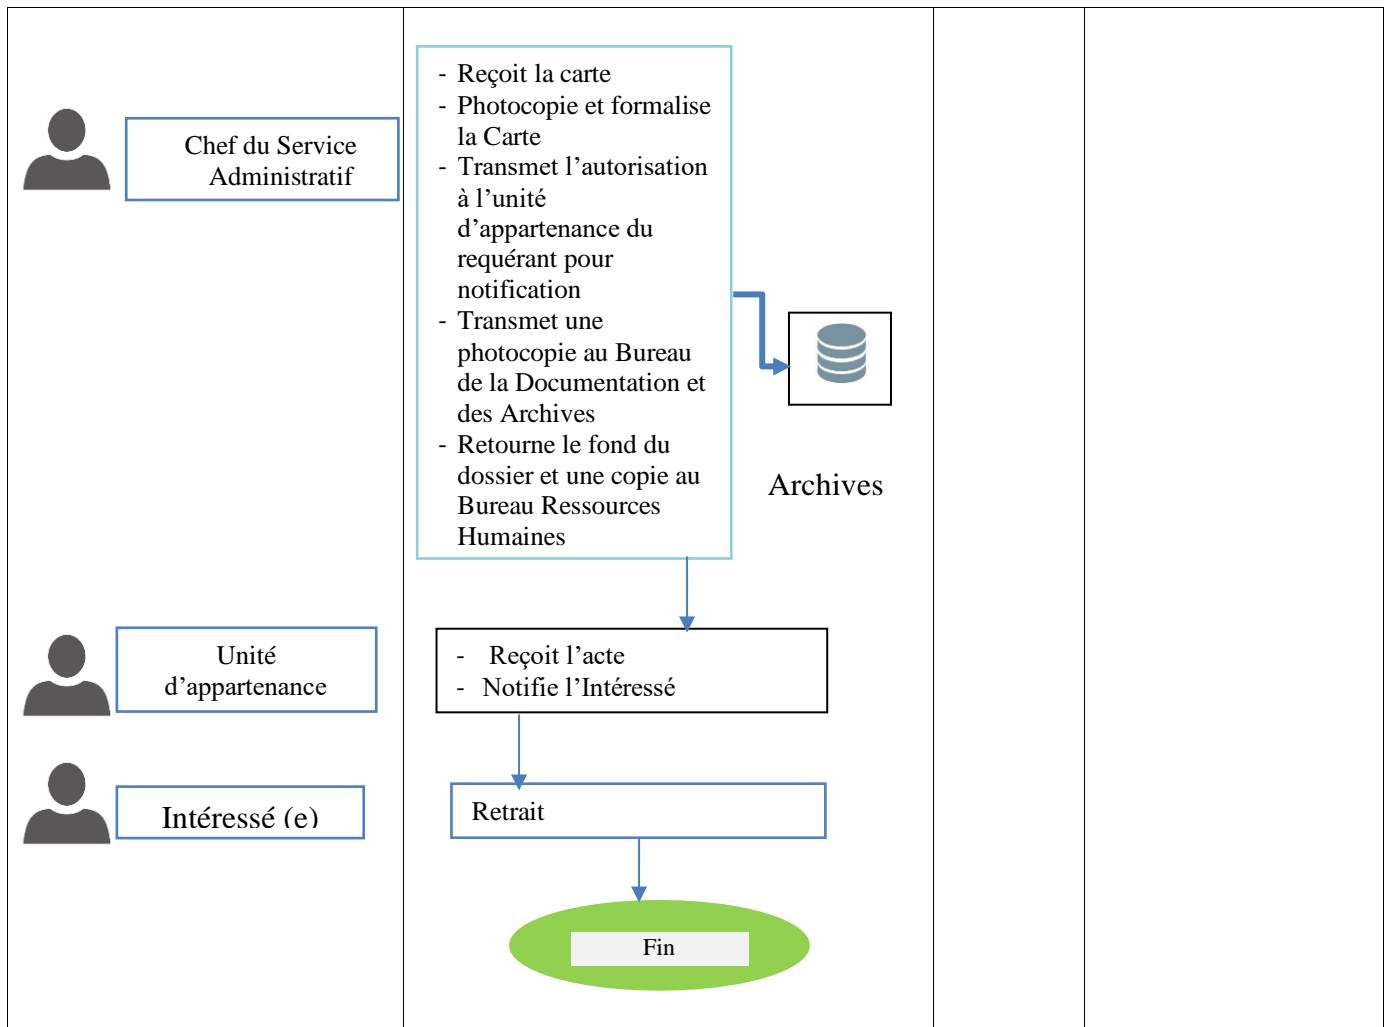 Chef du Service
Administratif
- Reçoit la carte
- Photocopie et formalise
la Carte
- Transmet l’autorisation
à l’unité
d’appartenance du
requérant pour
notification
- Transmet une
photocopie au Bureau
de la Documentation et
des Archives
- Retourne le fond du
dossier et une copie au
Bureau Ressources
Humaines
Archives
Unité
d’appartenance
- Reçoit l’acte
- Notifie l’Intéressé
Intéressé (e)
Retrait
Fin